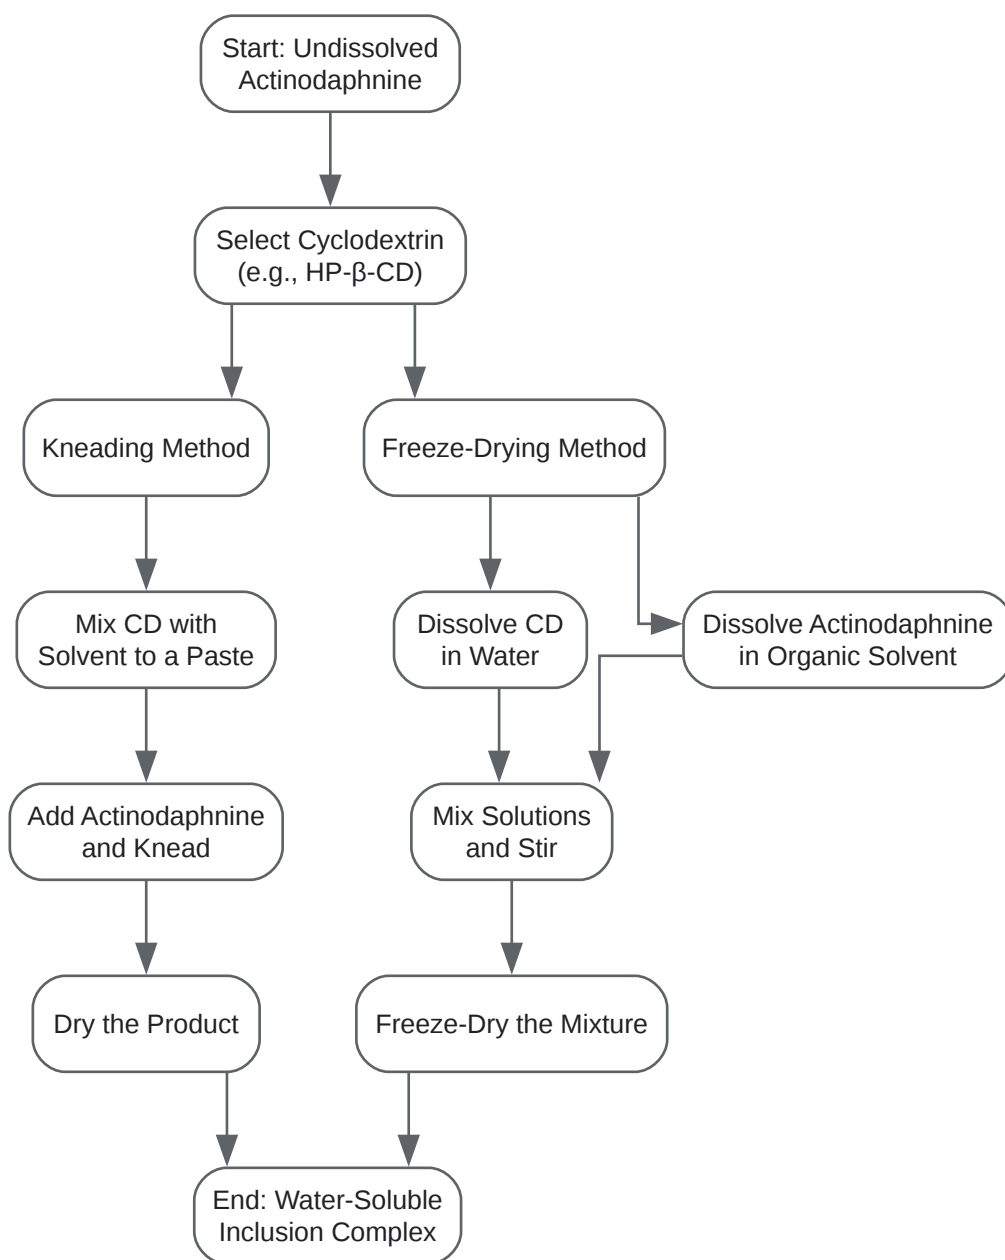 Start: Undissolved
Actinodaphnine
Select Cyclodextrin
(e.g., HP-β-CD)
Kneading Method
Freeze-Drying Method
Mix CD with
Solvent to a Paste
Dissolve CD
in Water
Dissolve Actinodaphnine
in Organic Solvent
Add Actinodaphnine
and Knead
Mix Solutions
and Stir
Dry the Product
Freeze-Dry the Mixture
End: Water-Soluble
Inclusion Complex